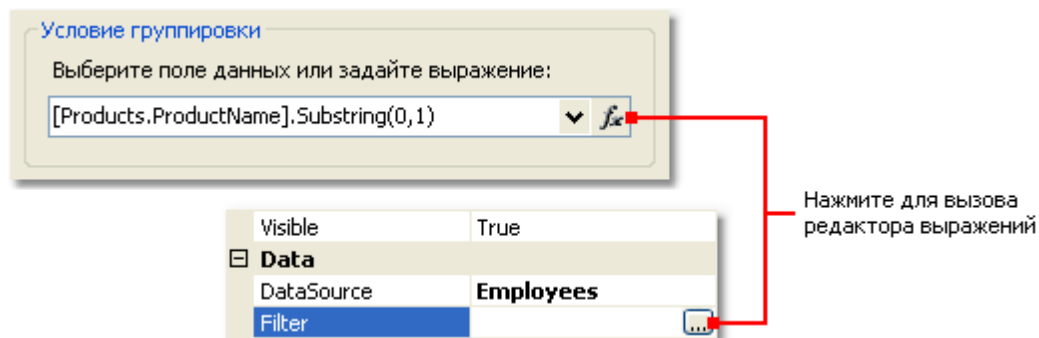 Условие группировки
Выберите поле данных или задайте выражение:
[Products.ProductName].Substring(0,1)
fx
Нажмите для вызова
редактора выражений
Visible True
Data
DataSource Employees
Filter ...